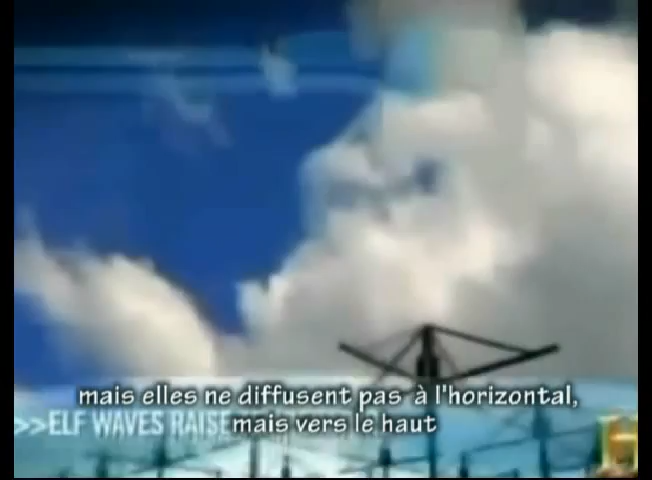 mais elles ne diffusent pas à l'horizontal,
>>ELF WAVES RAISE
mais vers le haut
H